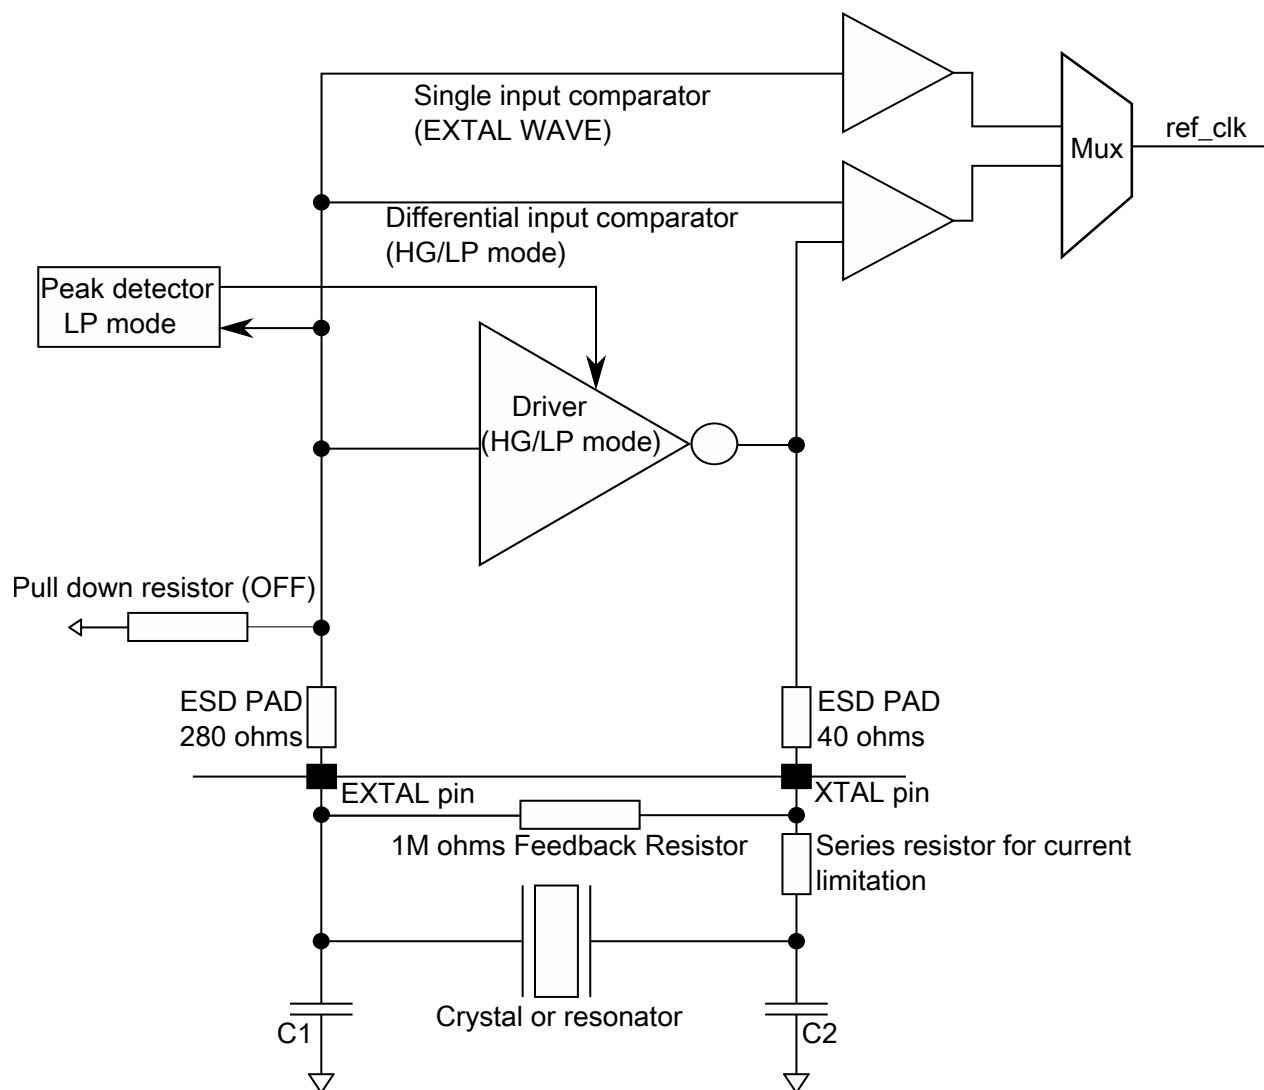 Single input comparator
(EXTAL WAVE)
Mux
ref_clk
Differential input comparator
(HG/LP mode)
Peak detector
LP mode
Driver
(HG/LP mode)
Pull down resistor (OFF)
ESD PAD
280 ohms
ESD PAD
40 ohms
EXTAL pin
XTAL pin
1M ohms Feedback Resistor
Series resistor for current
limitation
Crystal or resonator
C1
C2